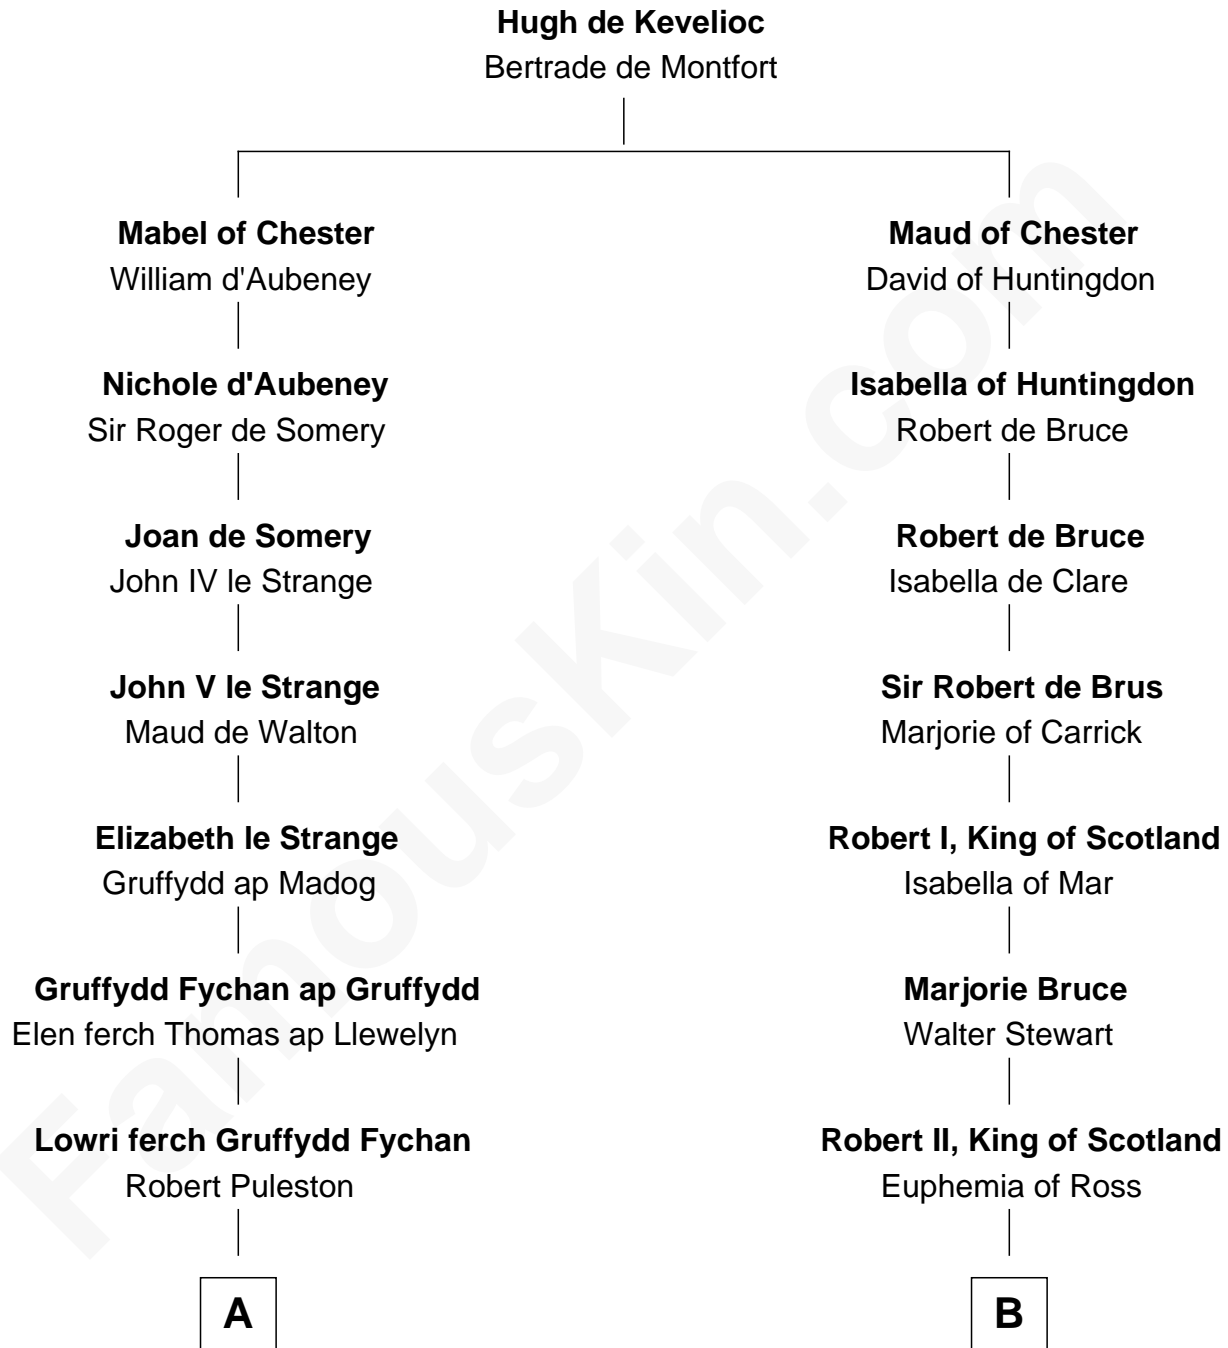 Hugh de Kevelioc
Bertrade de Montfort
Mabel of Chester
William d'Aubeney
Maud of Chester
David of Huntingdon
Nichole d'Aubeney
Sir Roger de Somery
Isabella of Huntingdon
Robert de Bruce
Joan de Somery
John IV le Strange
Robert de Bruce
Isabella de Clare
John V le Strange
Maud de Walton
Sir Robert de Brus
Marjorie of Carrick
Elizabeth le Strange
Gruffydd ap Madog
Robert I, King of Scotland
Isabella of Mar
Gruffydd Fychan ap Gruffydd
Elen ferch Thomas ap Llewelyn
Marjorie Bruce
Walter Stewart
Lowri ferch Gruffydd Fychan
Robert Puleston
Robert II, King of Scotland
Euphemia of Ross
A
B
FamousKin.com